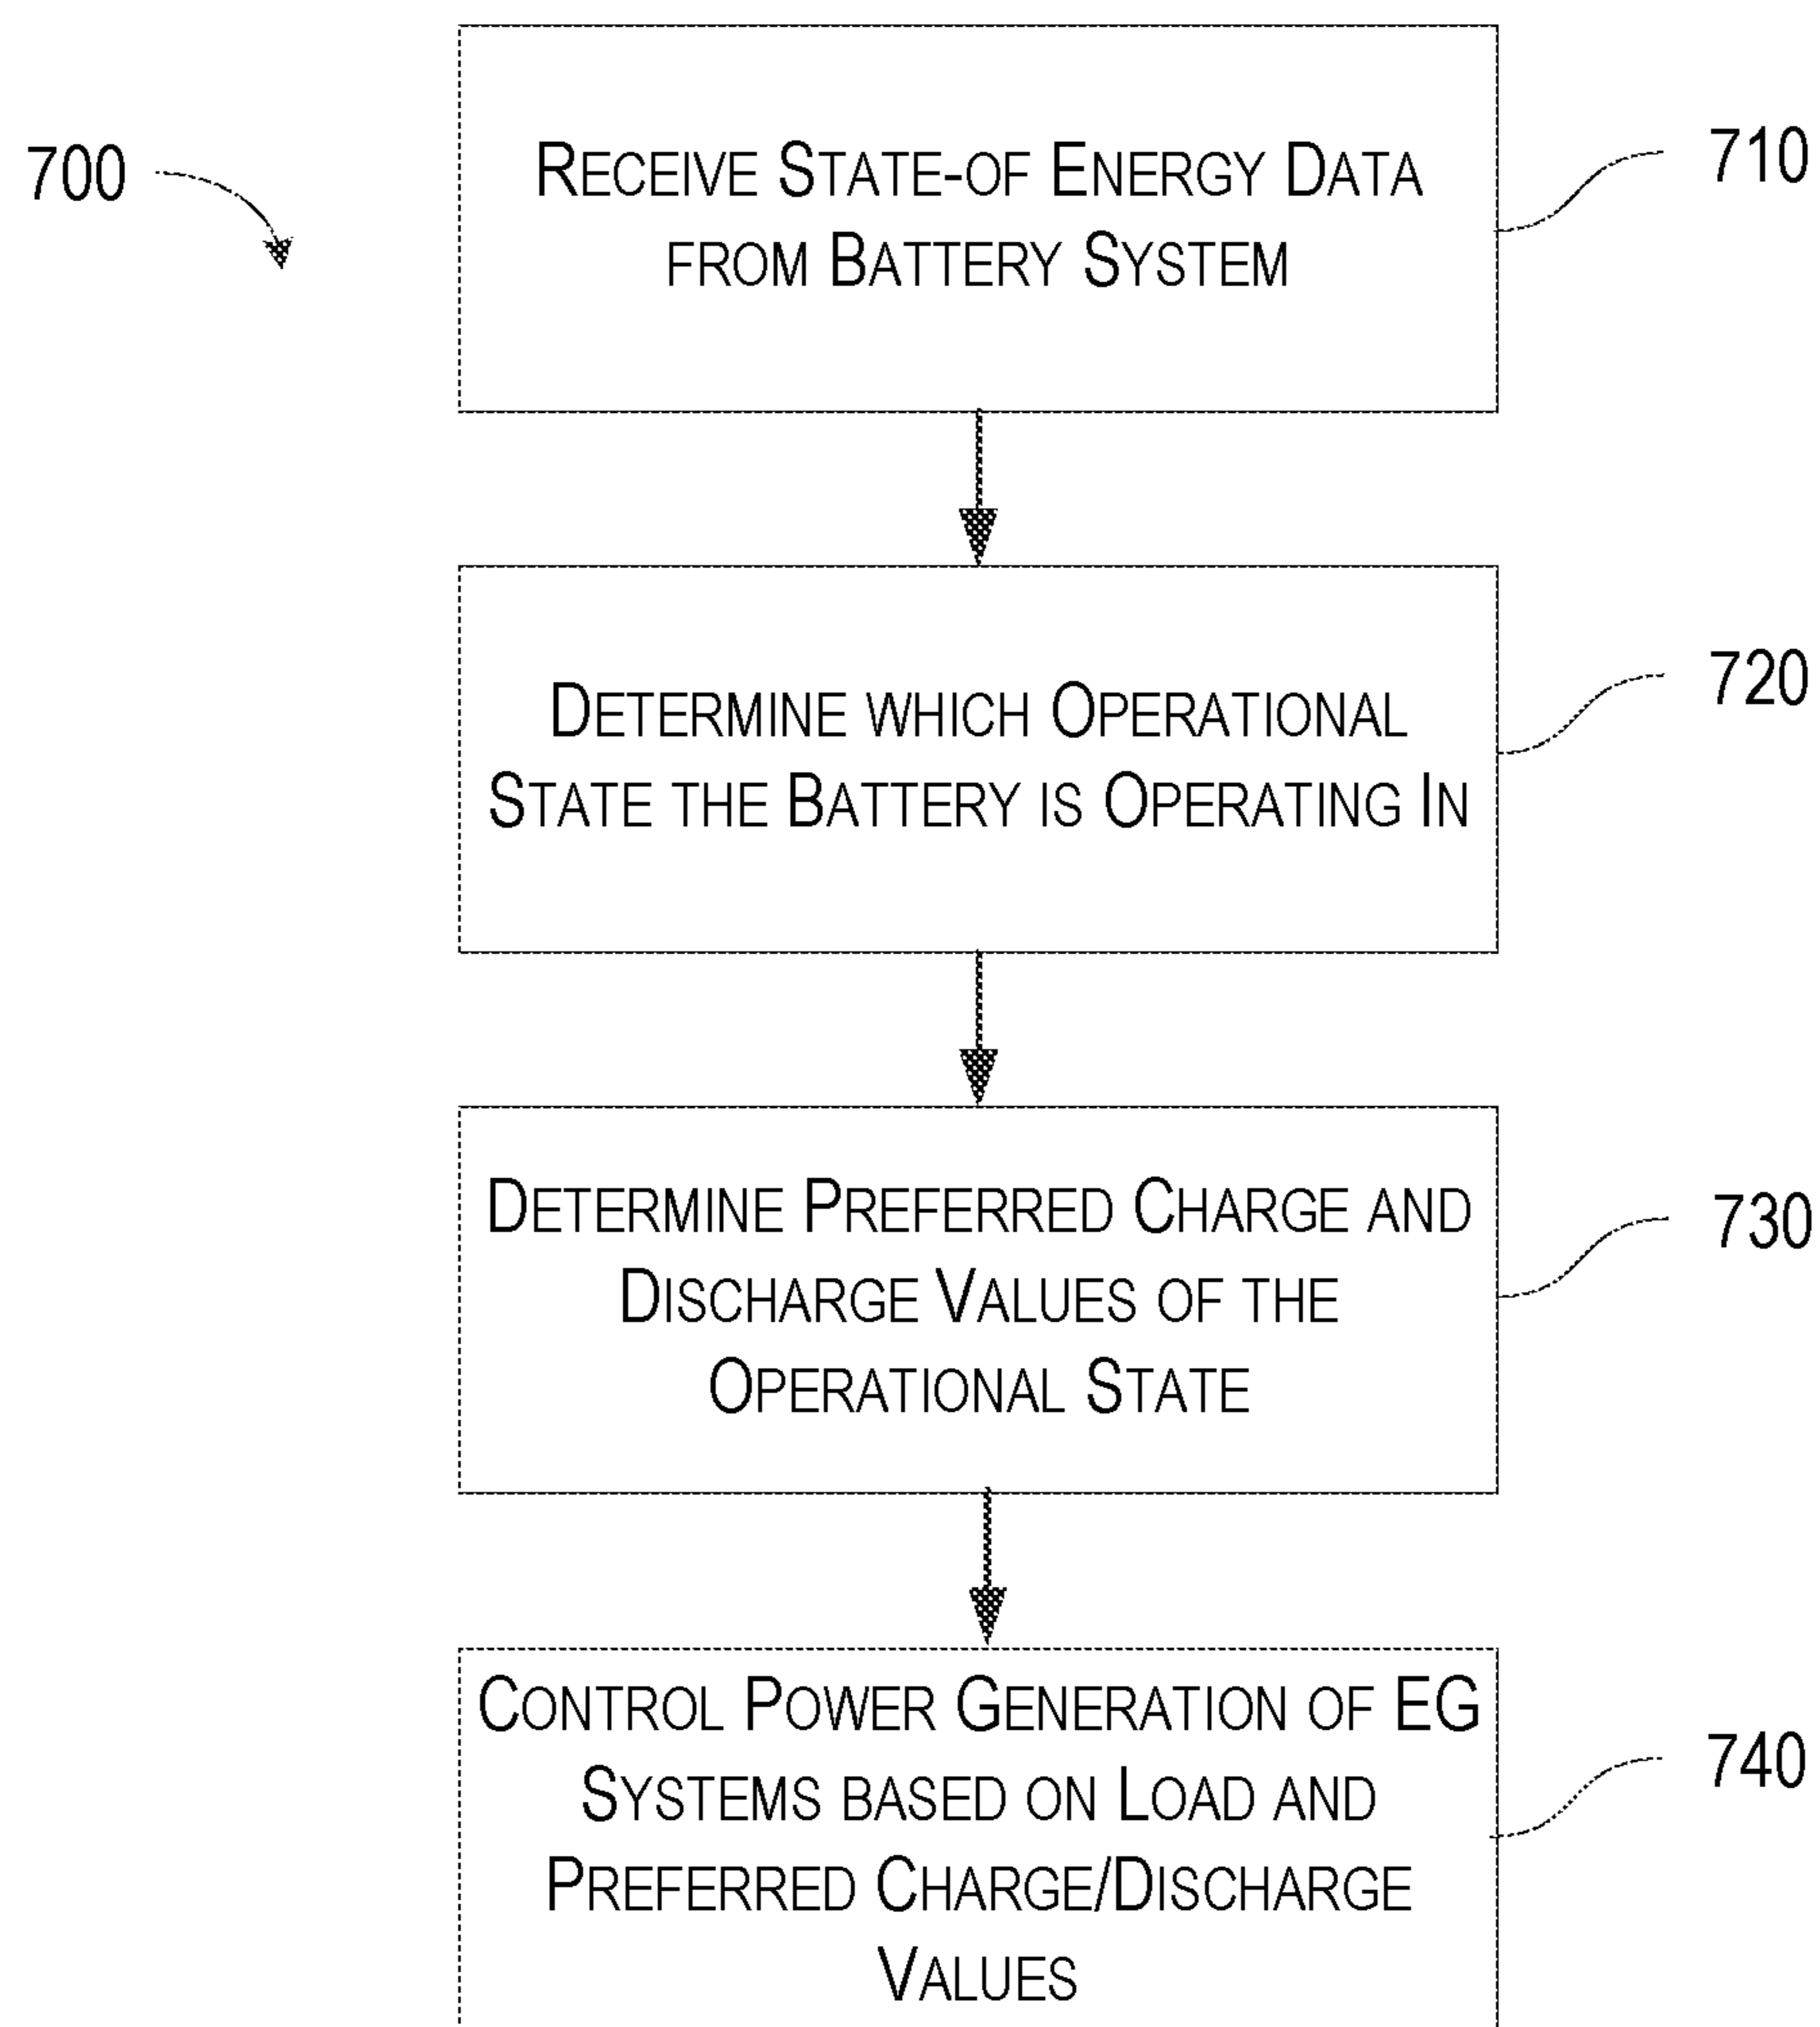 700
RECEIVE STATE-OF ENERGY DATA
FROM BATTERY SYSTEM
710
DETERMINE WHICH OPERATIONAL
STATE THE BATTERY IS OPERATING IN
720
DETERMINE PREFERRED CHARGE AND
DISCHARGE VALUES OF THE
OPERATIONAL STATE
730
CONTROL POWER GENERATION OF EG
SYSTEMS BASED ON LOAD AND
PREFERRED CHARGE/DISCHARGE
VALUES
740